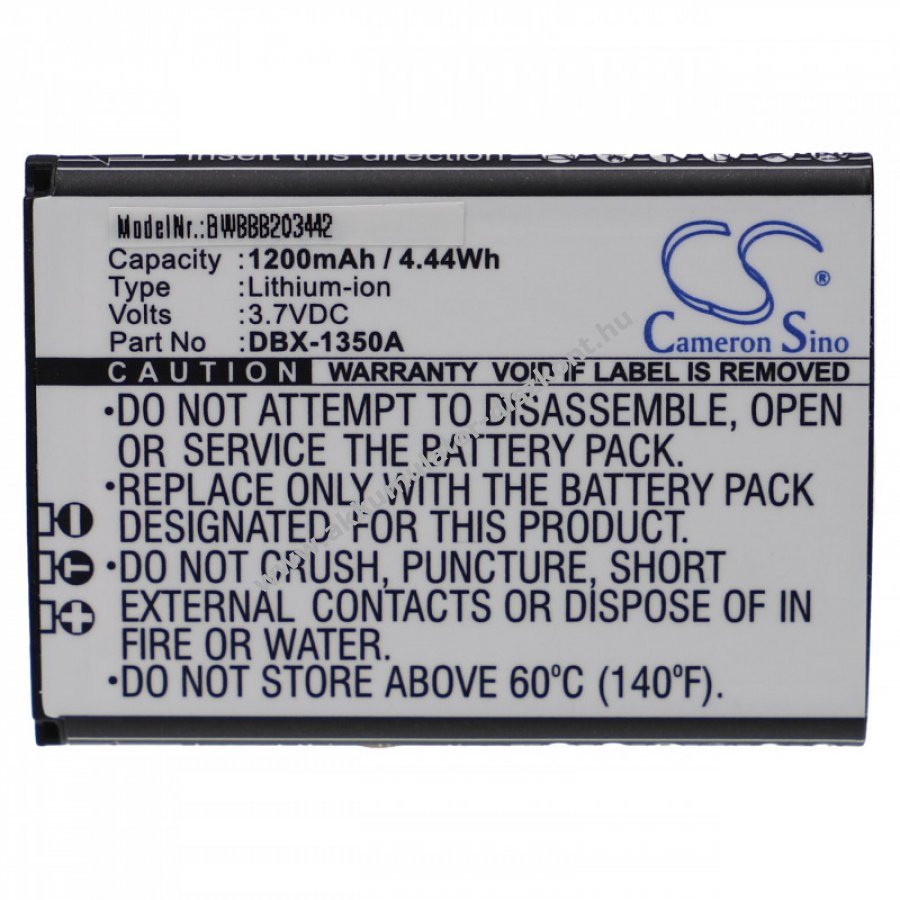 Insert this direction
ModelNr.:BWBBB203442
Capacity :1200mAh / 4.44Wh
Type :Lithium-ion
Volts :3.7VDC
Part No :DBX-1350A
Cameron Sino
®
CAUTION WARRANTY VOID IF LABEL IS REMOVED
•DO NOT ATTEMPT TO DISASSEMBLE, OPEN
OR SERVICE THE BATTERY PACK.
•REPLACE ONLY WITH THE BATTERY PACK
DESIGNATED FOR THIS PRODUCT.
•DO NOT CRUSH, PUNCTURE, SHORT
EXTERNAL CONTACTS OR DISPOSE OF IN
FIRE OR WATER.
•DO NOT STORE ABOVE 60°C (140°F).
- T +